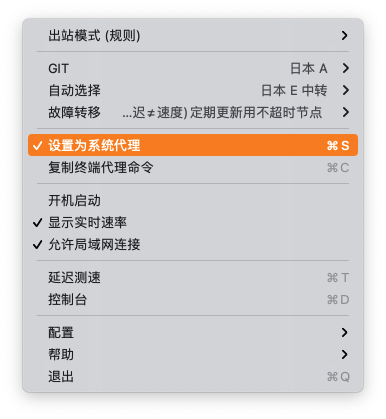 出站模式 (规则)
GIT 日本 A
自动选择 日本 E 中转
故障转移 ...迟≠速度) 定期更新用不超时节点
设置为系统代理 ⌘ S
复制终端代理命令 ⌘ C
开机启动
显示实时速率
允许局域网连接
延迟测速 ⌘ T
控制台 ⌘ D
配置
帮助
退出 ⌘ Q